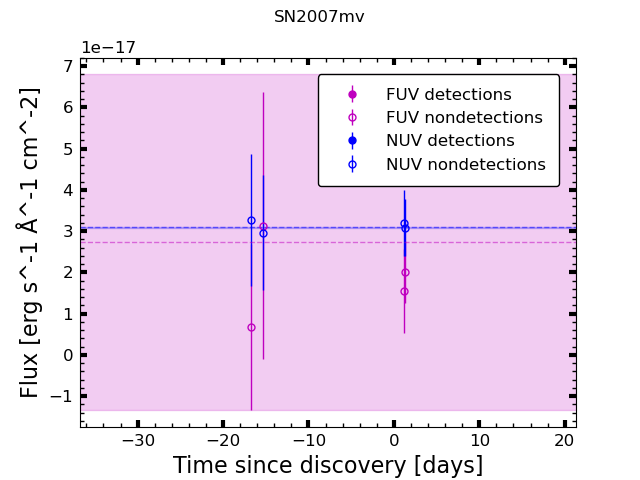 SN2007mv
1e−17
7
6
5
4
3
2
1
0
−1
FUV detections
FUV nondetections
NUV detections
NUV nondetections
−30
−20
−10
0
10
20
Time since discovery [days]
Flux [erg s^-1 Å^-1 cm^-2]